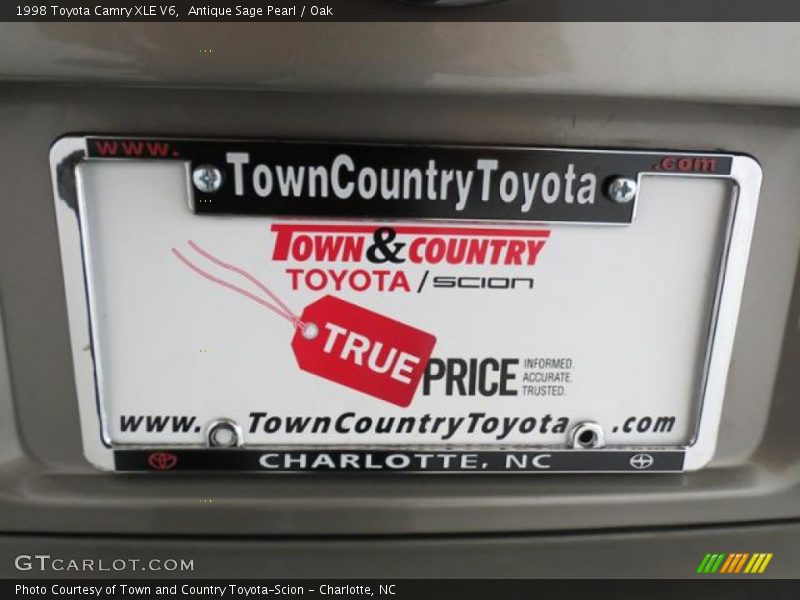 1998 Toyota Camry XLE V6,  Antique Sage Pearl / Oak
www. .com
TownCountryToyota
TOWN & COUNTRY
TOYOTA / SCION
TRUE PRICE
INFORMED.
ACCURATE.
TRUSTED.
www. TownCountryToyota .com
CHARLOTTE, NC
GTCARLOT.COM
Photo Courtesy of Town and Country Toyota-Scion - Charlotte, NC